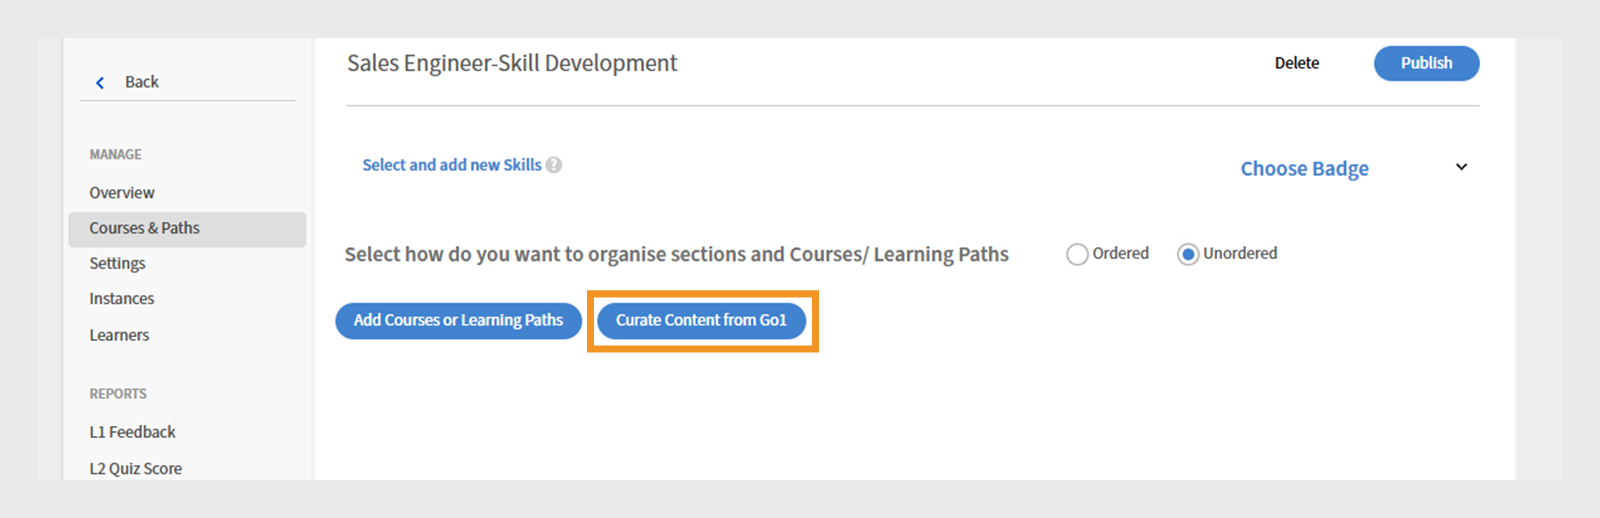 Back
MANAGE
Overview
Courses & Paths
Settings
Instances
Learners
REPORTS
L1 Feedback
L2 Quiz Score
Sales Engineer-Skill Development
Delete
Publish
Select and add new Skills ?
Choose Badge
Select how do you want to organise sections and Courses/ Learning Paths
Ordered
Unordered
Add Courses or Learning Paths
Curate Content from Go1